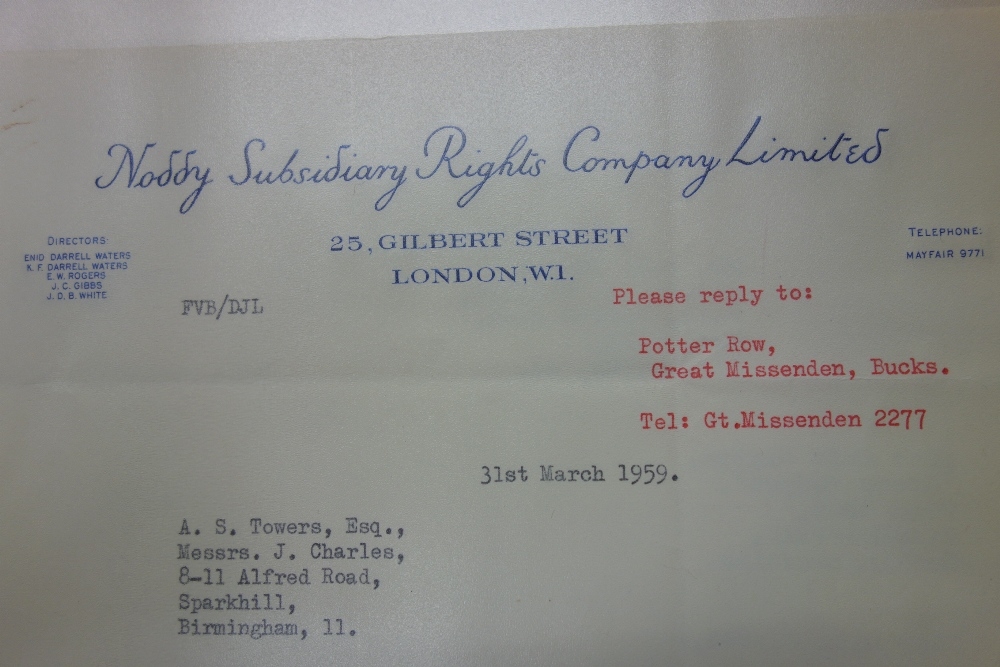 Noddy Subsidiary Rights Company Limited
25, GILBERT STREET
LONDON, W.1.
DIRECTORS:
ENID DARRELL WATERS
K. F. DARRELL WATERS
E. W. ROGERS
J. C. GIBBS
J. D. B. WHITE
TELEPHONE:
MAYFAIR 9771
FVB/DJL
Please reply to:
Potter Row,
Great Missenden, Bucks.
Tel: Gt.Missenden 2277
31st March 1959.
A. S. Towers, Esq.,
Messrs. J. Charles,
8-11 Alfred Road,
Sparkhill,
Birmingham, 11.